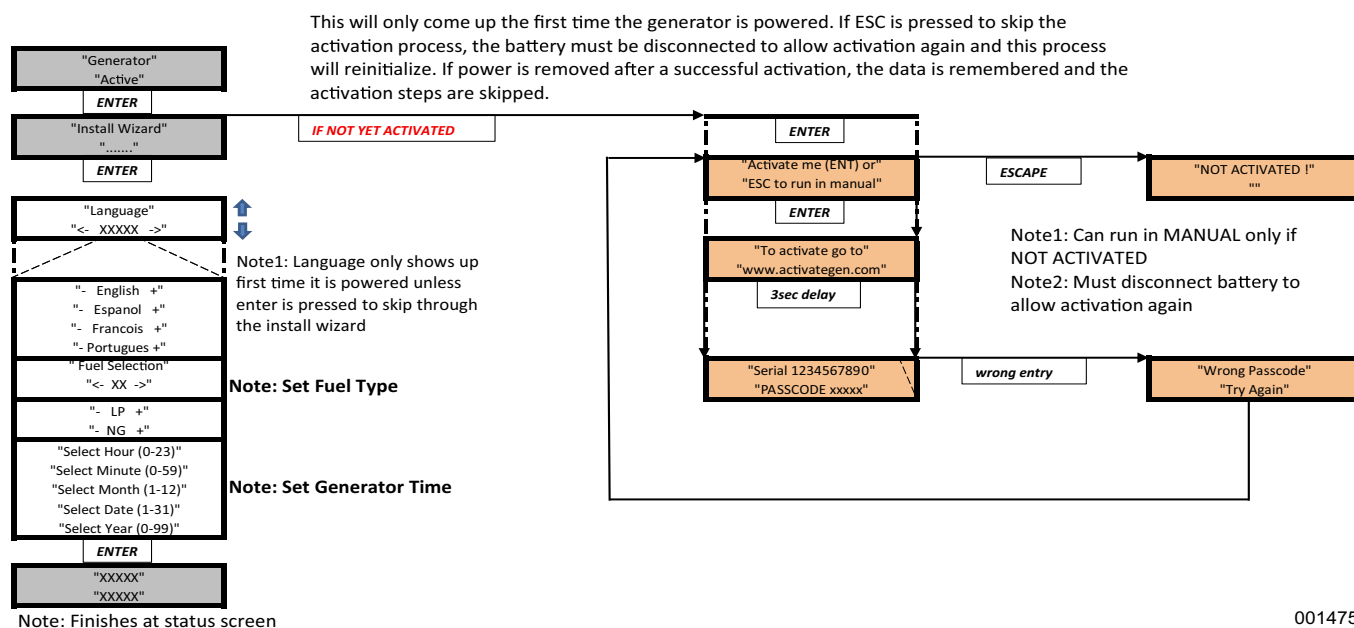 This will only come up the first time the generator is powered. If ESC is pressed to skip the
activation process, the battery must be disconnected to allow activation again and this process
will reinitialize. If power is removed after a successful activation, the data is remembered and the
activation steps are skipped.
"Generator"
"Active"
ENTER
"Install Wizard"
"......."
ENTER
"Language"
"<- XXXXX ->"
Note1: Language only shows up
first time it is powered unless
enter is pressed to skip through
the install wizard
"- English +"
"- Espanol +"
"- Francois +"
"- Portugues +"
"Fuel Selection"
"<- XX ->"
Note: Set Fuel Type
"- LP +"
"- NG +"
"Select Hour (0-23)"
"Select Minute (0-59)"
"Select Month (1-12)"
"Select Date (1-31)"
"Select Year (0-99)"
Note: Set Generator Time
ENTER
"XXXXX"
"XXXXX"
Note: Finishes at status screen
IF NOT YET ACTIVATED
ENTER
"Activate me (ENT) or"
"ESC to run in manual"
ESCAPE
"NOT ACTIVATED !"
""
ENTER
"To activate go to"
"www.activategen.com"
3sec delay
Note1: Can run in MANUAL only if
NOT ACTIVATED
Note2: Must disconnect battery to
allow activation again
"Serial 1234567890"
"PASSCODE xxxxx"
wrong entry
"Wrong Passcode"
"Try Again"
001475